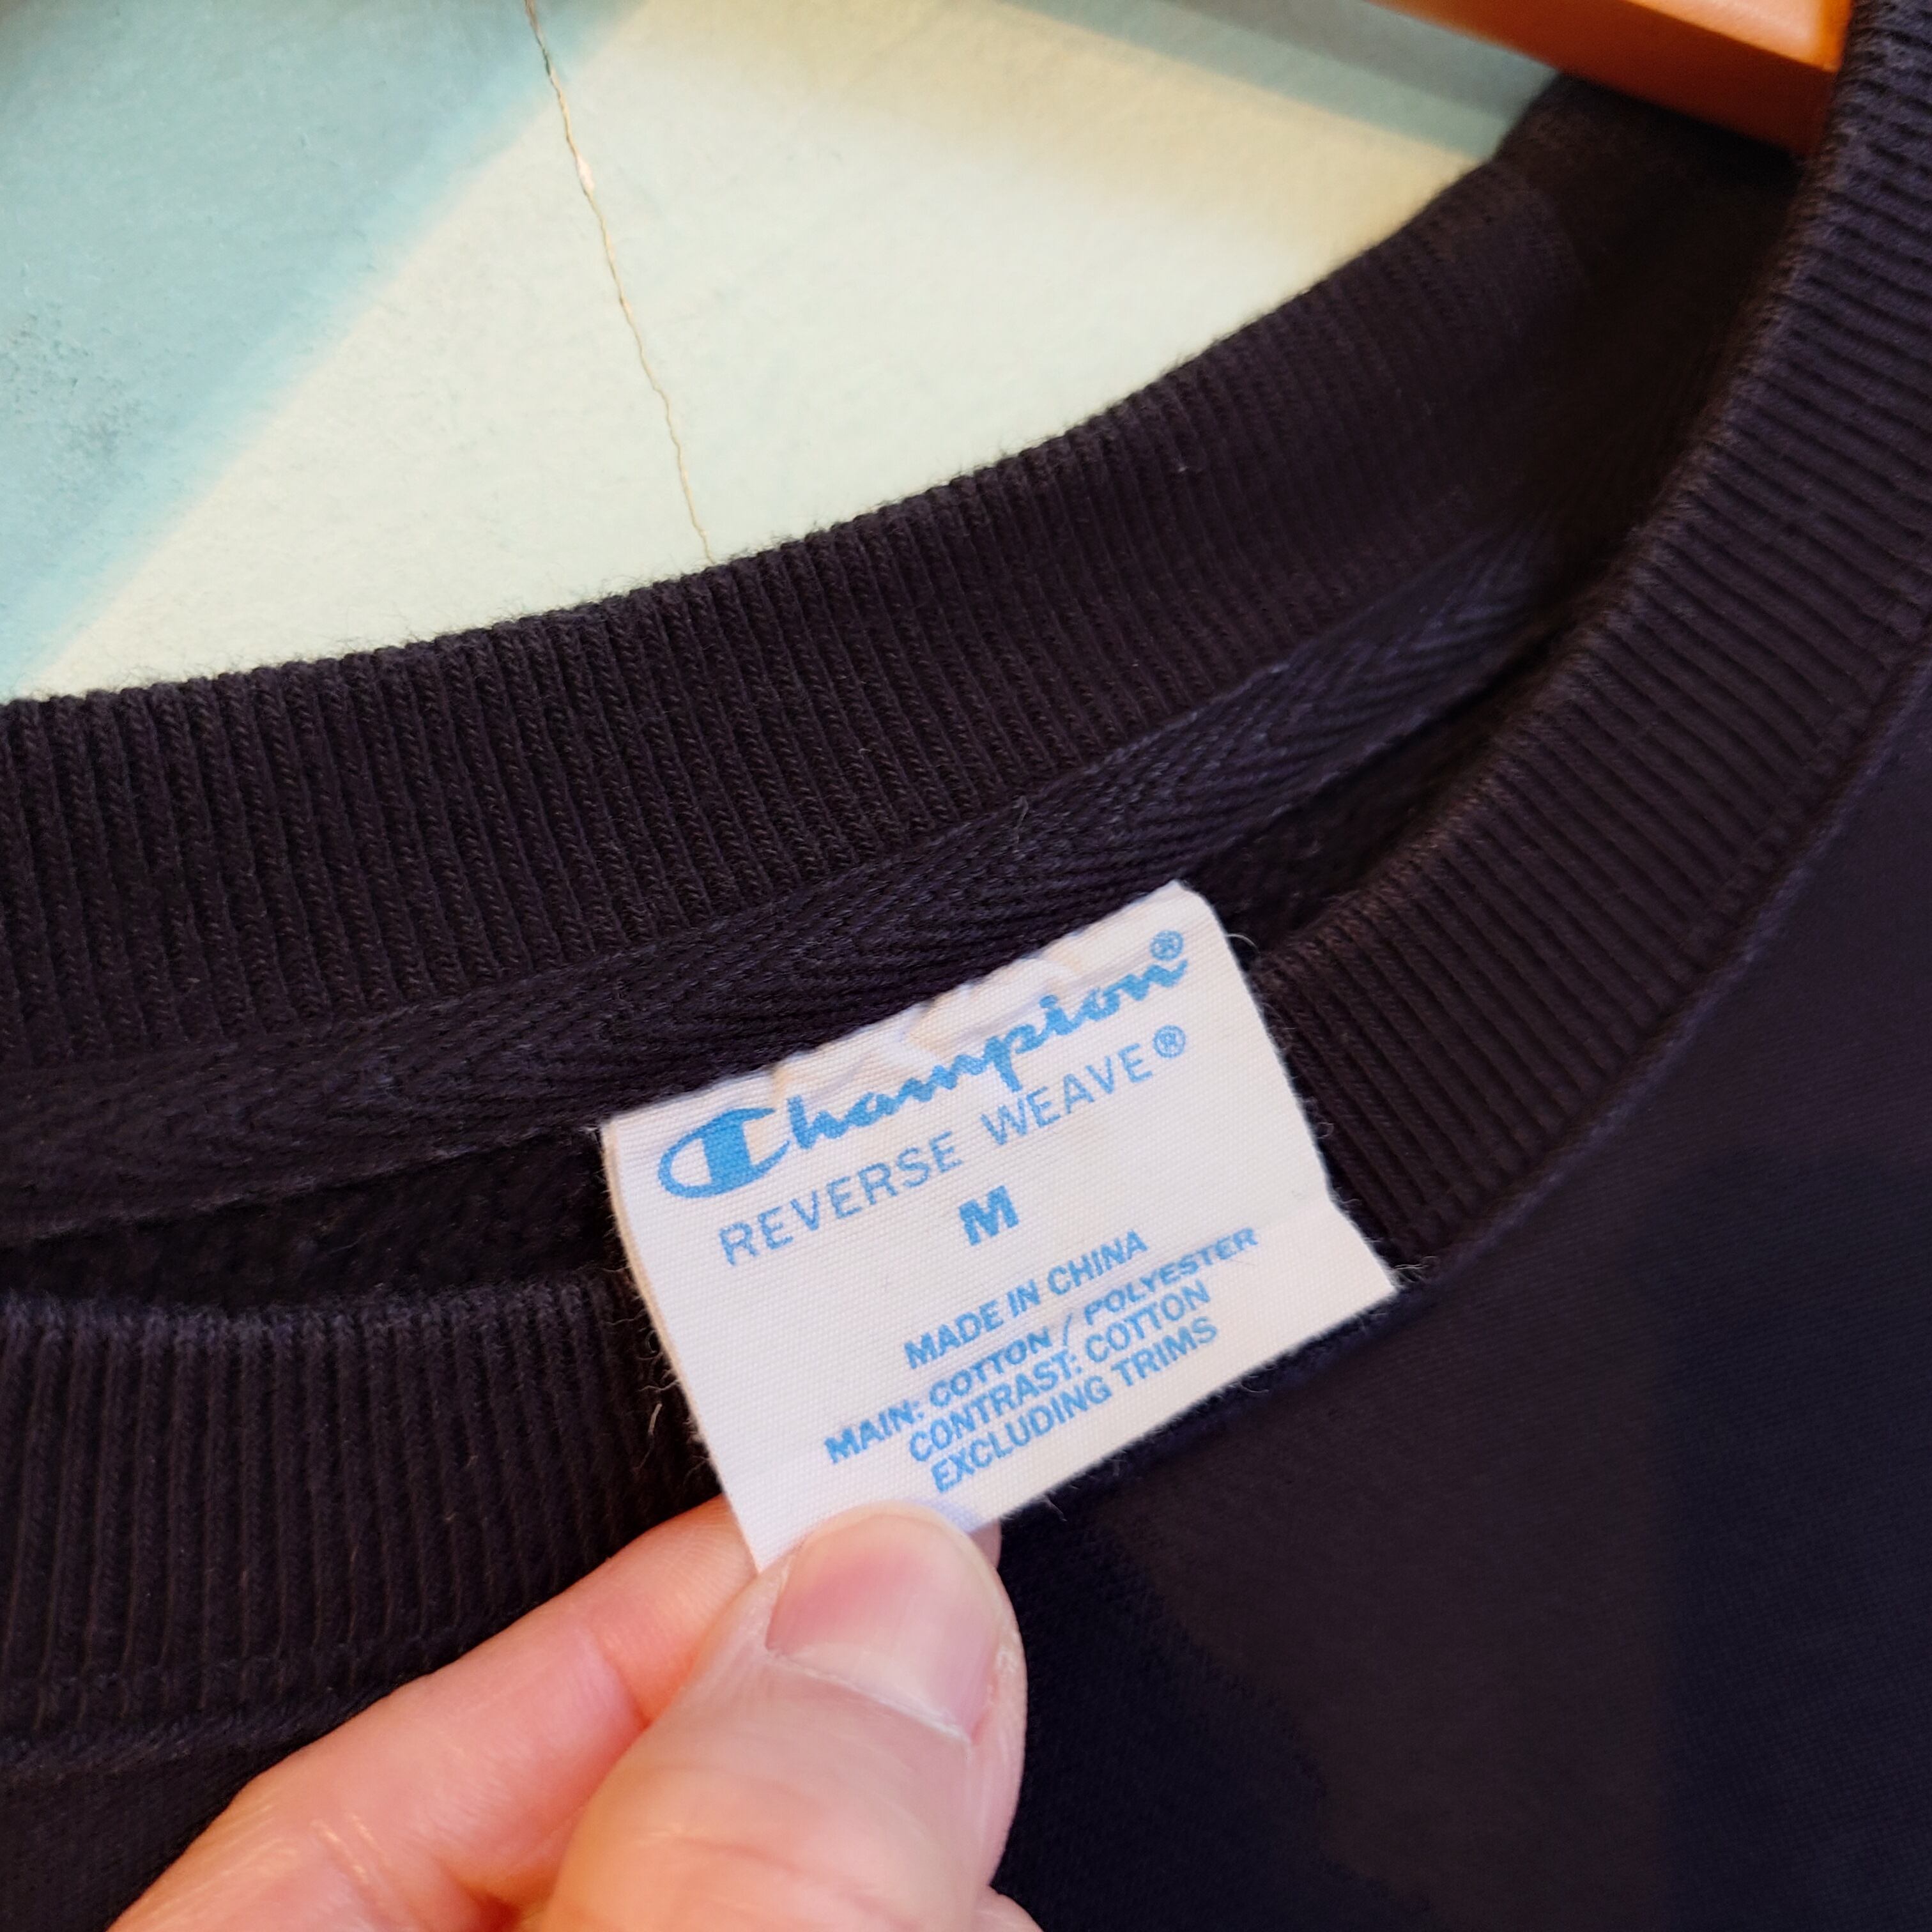 Champion®
REVERSE WEAVE®
M
MADE IN CHINA
MAIN: COTTON / POLYESTER
CONTRAST: COTTON
EXCLUDING TRIMS